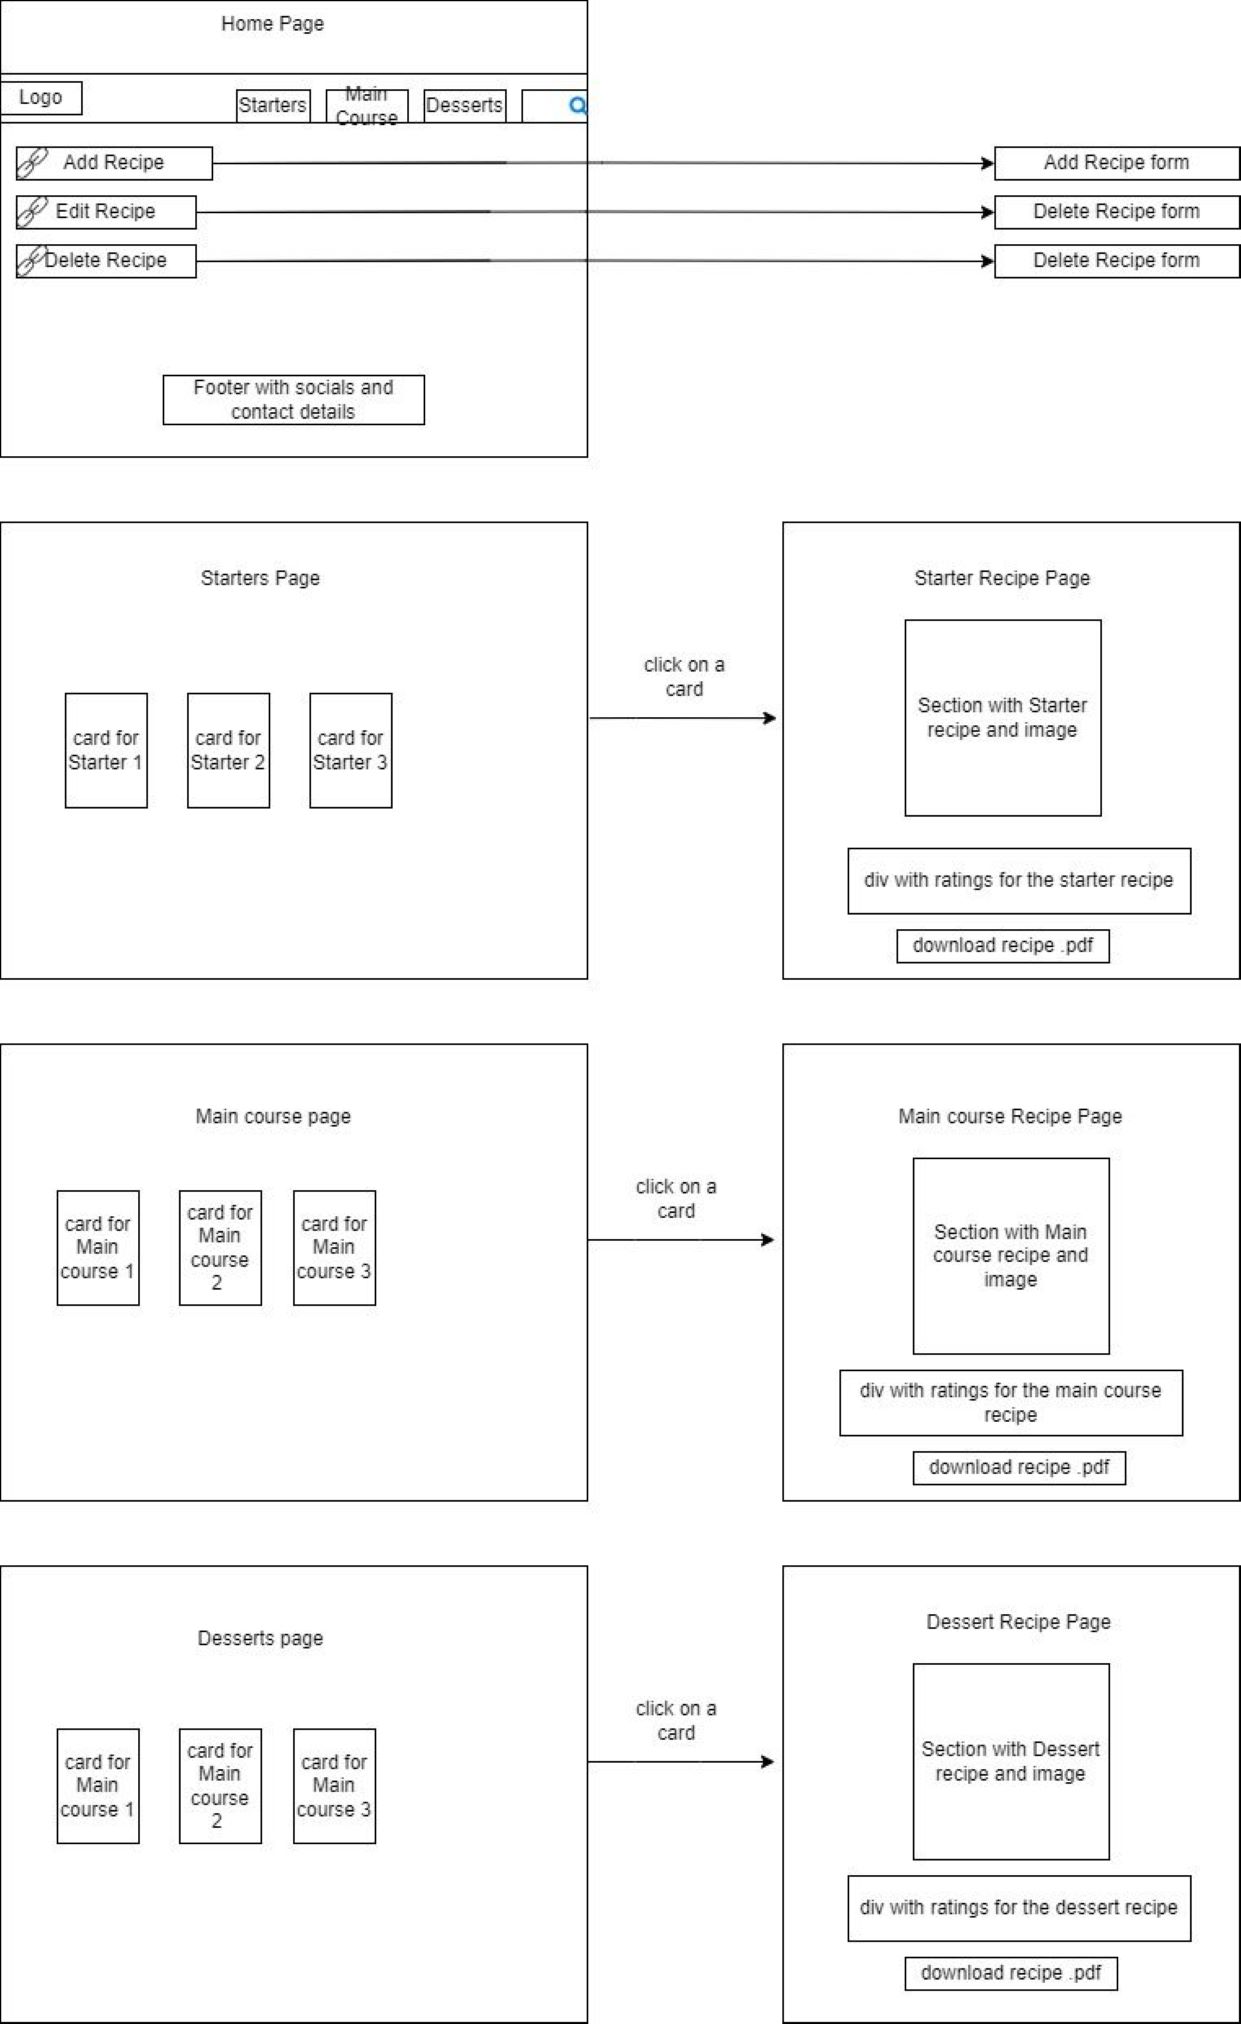 Home Page
Logo
Starters
Main
Course
Desserts
Add Recipe
Add Recipe form
Edit Recipe
Delete Recipe form
Delete Recipe
Delete Recipe form
Footer with socials and
contact details
Starters Page
card for
Starter 1
card for
Starter 2
card for
Starter 3
click on a
card
Starter Recipe Page
Section with Starter
recipe and image
div with ratings for the starter recipe
download recipe .pdf
Main course page
card for
Main
course 1
card for
Main
course
2
card for
Main
course 3
click on a
card
Main course Recipe Page
Section with Main
course recipe and
image
div with ratings for the main course
recipe
download recipe .pdf
Desserts page
card for
Main
course 1
card for
Main
course
2
card for
Main
course 3
click on a
card
Dessert Recipe Page
Section with Dessert
recipe and image
div with ratings for the dessert recipe
download recipe .pdf